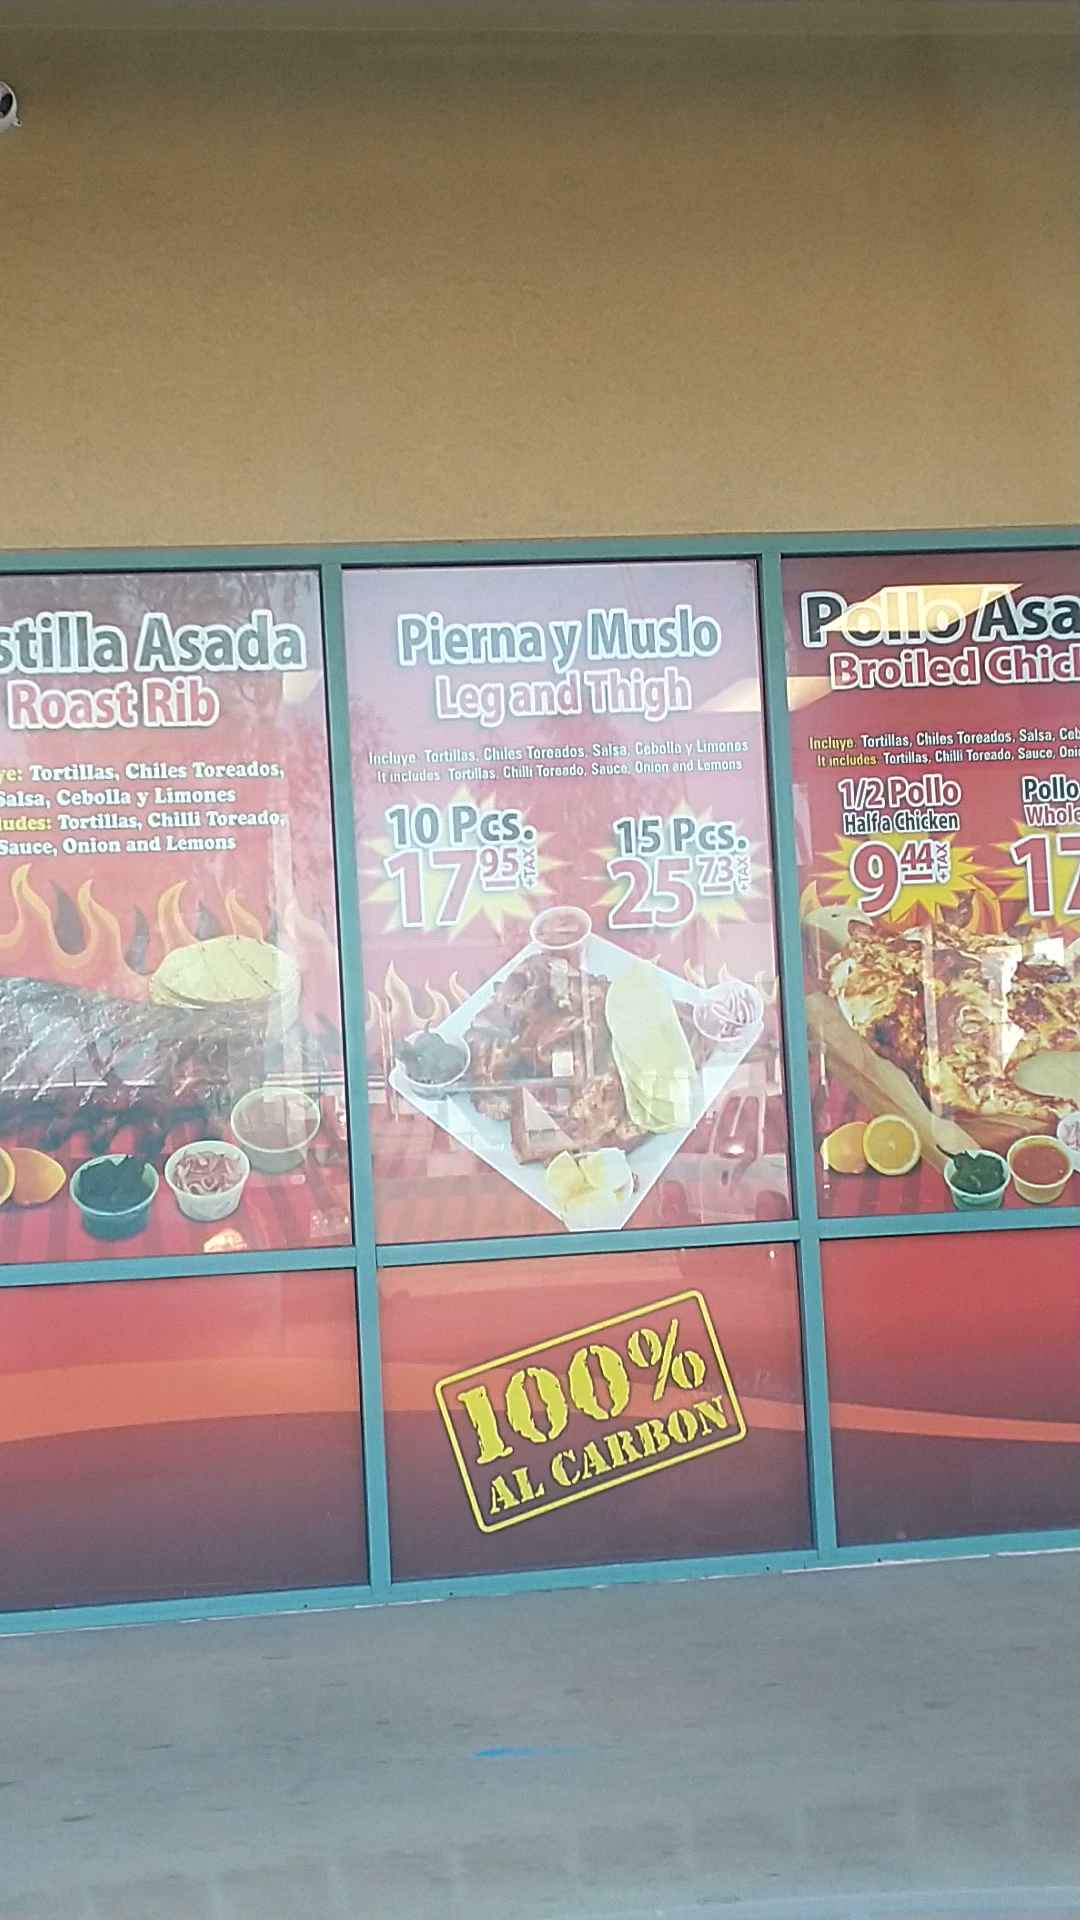 stilla Asada
Roast Rib
ye: Tortillas, Chiles Toreados,
Salsa, Cebolla y Limones
ludes: Tortillas, Chilli Toreado,
Sauce, Onion and Lemons
Pierna y Muslo
Leg and Thigh
Incluye: Tortillas, Chiles Toreados, Salsa, Cebolla y Limones
It includes: Tortillas, Chilli Toreado, Sauce, Onion and Lemons
10 Pcs.
17 95 +TAX
15 Pcs.
25 73 +TAX
100%
AL CARBON
Pollo Asa
Broiled Chic
Incluye: Tortillas, Chiles Toreados, Salsa, Ceb
It includes: Tortillas, Chilli Toreado, Sauce, Oni
1/2 Pollo
Half a Chicken
9 44 +TAX
Pollo
Whole
17